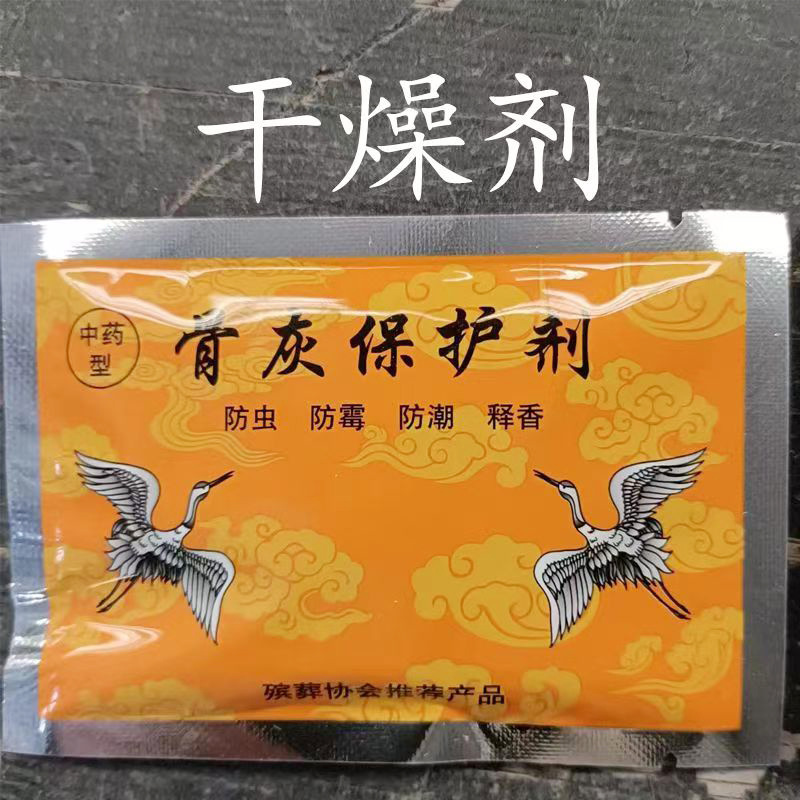 干燥剂
中药
型
骨灰保护剂
防虫 防霉 防潮 释香
殡葬协会推荐产品